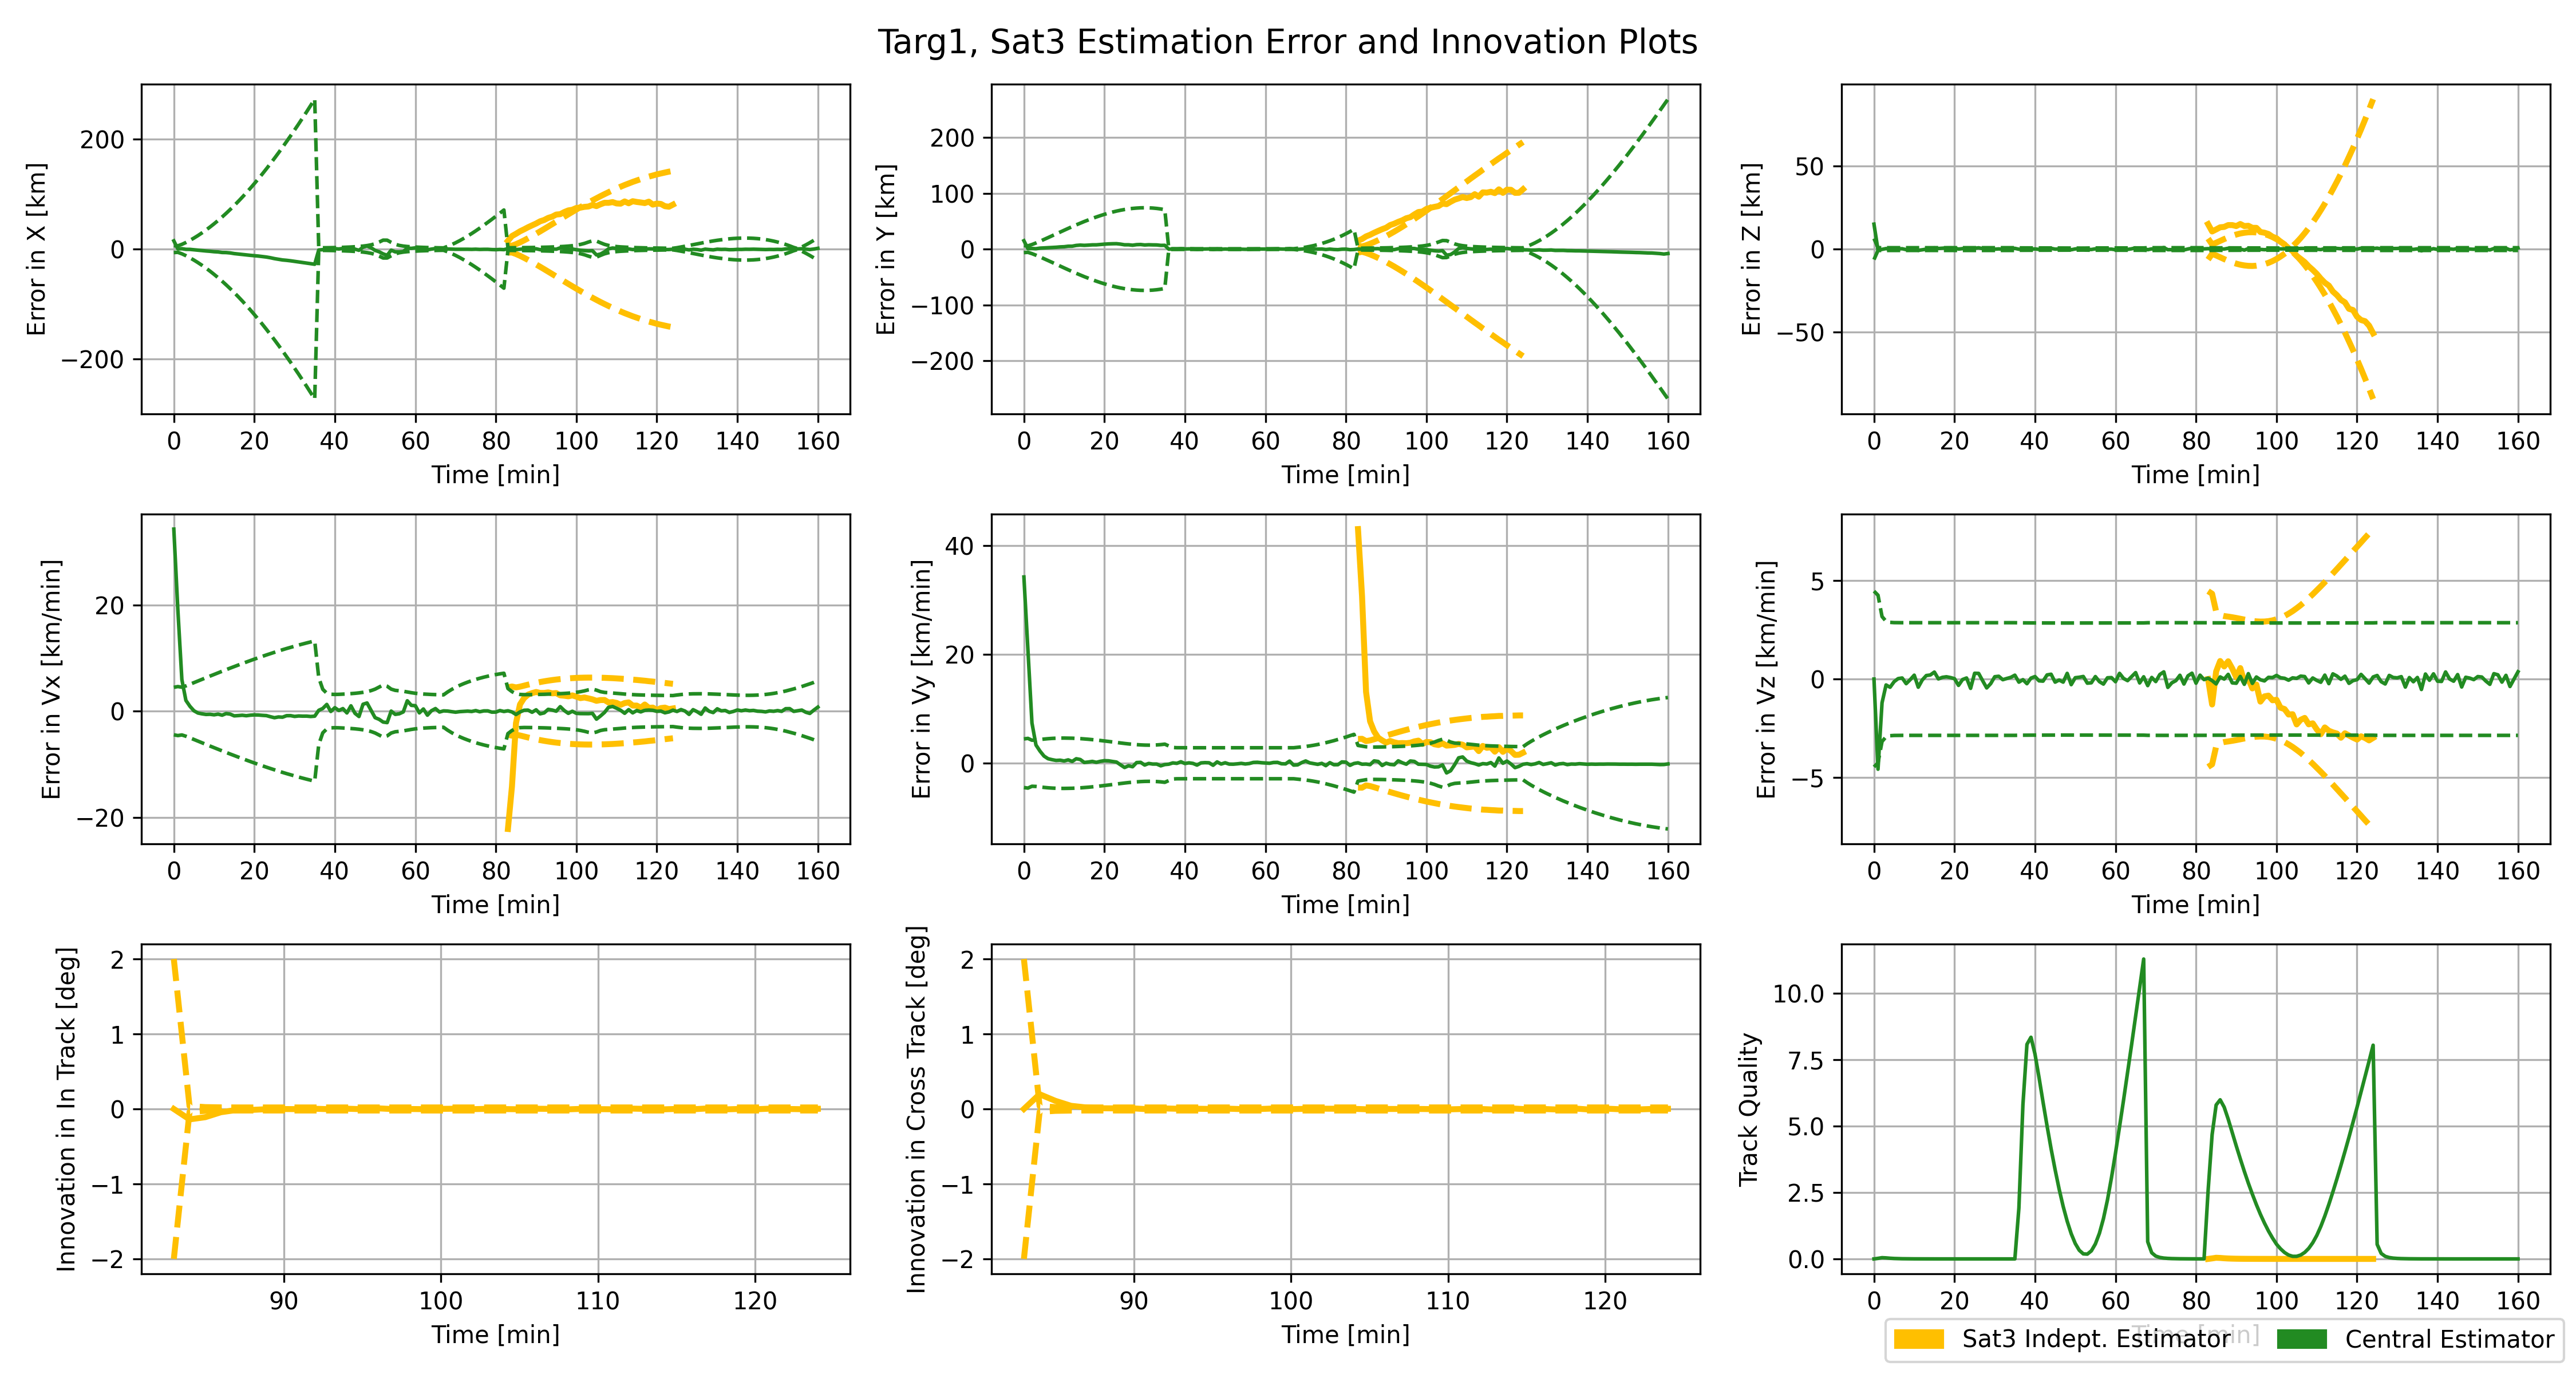 Targ1, Sat3 Estimation Error and Innovation Plots
Error in X [km]
200
0
−200
0 20 40 60 80 100 120 140 160
Time [min]
Error in Y [km]
200
100
0
−100
−200
0 20 40 60 80 100 120 140 160
Time [min]
Error in Z [km]
50
0
−50
0 20 40 60 80 100 120 140 160
Time [min]
Error in Vx [km/min]
20
0
−20
0 20 40 60 80 100 120 140 160
Time [min]
Error in Vy [km/min]
40
20
0
0 20 40 60 80 100 120 140 160
Time [min]
Error in Vz [km/min]
5
0
−5
0 20 40 60 80 100 120 140 160
Time [min]
Innovation in In Track [deg]
2
1
0
−1
−2
90 100 110 120
Time [min]
Innovation in Cross Track [deg]
2
1
0
−1
−2
90 100 110 120
Time [min]
Track Quality
10.0
7.5
5.0
2.5
0.0
0 20 40 60 80 100 120 140 160
Time [min]
Sat3 Indept. Estimator Central Estimator